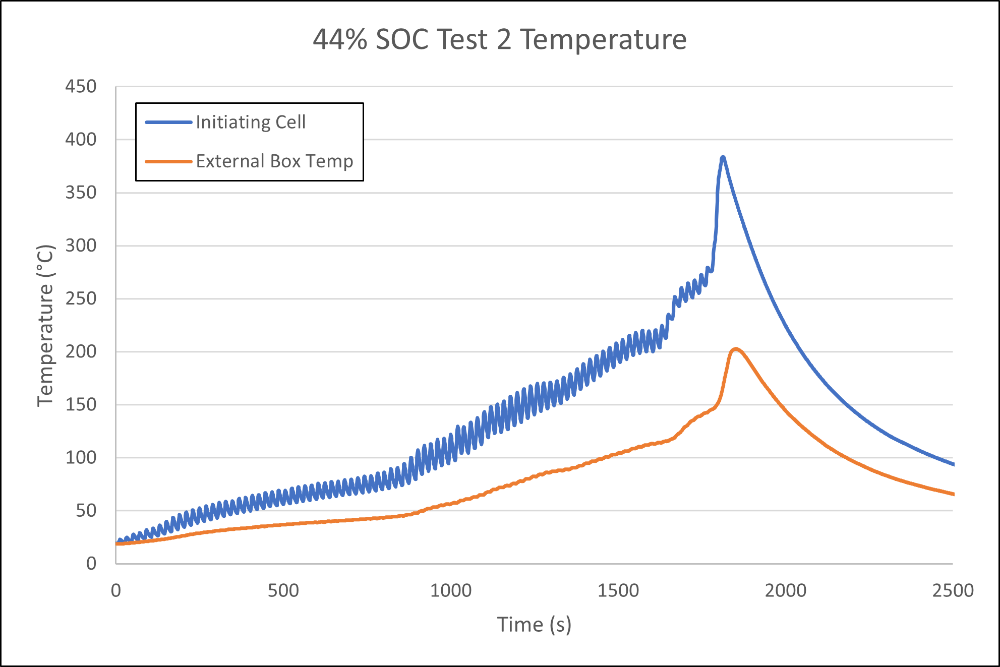 44% SOC Test 2 Temperature
450
400
350
300
250
200
150
100
50
0
Temperature (°C)
Initiating Cell
External Box Temp
0 500 1000 1500 2000 2500
Time (s)